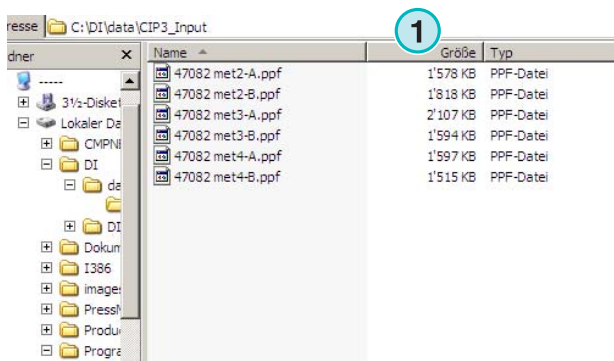 resse C:\DI\data\CIP3_Input
1
dner x
Name Größe Typ
47082 met2-A.ppf 1'578 KB PPF-Datei
47082 met2-B.ppf 1'818 KB PPF-Datei
47082 met3-A.ppf 2'107 KB PPF-Datei
47082 met3-B.ppf 1'594 KB PPF-Datei
47082 met4-A.ppf 1'597 KB PPF-Datei
47082 met4-B.ppf 1'515 KB PPF-Datei
-----
3½-Disket
Lokaler Da
CMPN
DI
da
DI
Dokum
I386
images
PressM
Produ
Progra